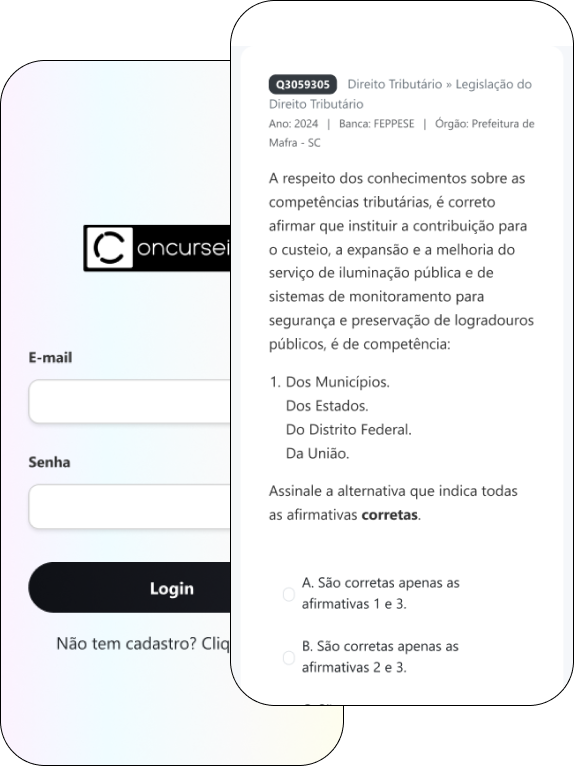 oncursei
E-mail
Senha
Login
Não tem cadastro? Cliq
Q3059305 Direito Tributário » Legislação do
Direito Tributário
Ano: 2024 | Banca: FEPPESE | Órgão: Prefeitura de
Mafra - SC
A respeito dos conhecimentos sobre as
competências tributárias, é correto
afirmar que instituir a contribuição para
o custeio, a expansão e a melhoria do
serviço de iluminação pública e de
sistemas de monitoramento para
segurança e preservação de logradouros
públicos, é de competência:
1. Dos Municípios.
Dos Estados.
Do Distrito Federal.
Da União.
Assinale a alternativa que indica todas
as afirmativas corretas.
A. São corretas apenas as
afirmativas 1 e 3.
B. São corretas apenas as
afirmativas 2 e 3.